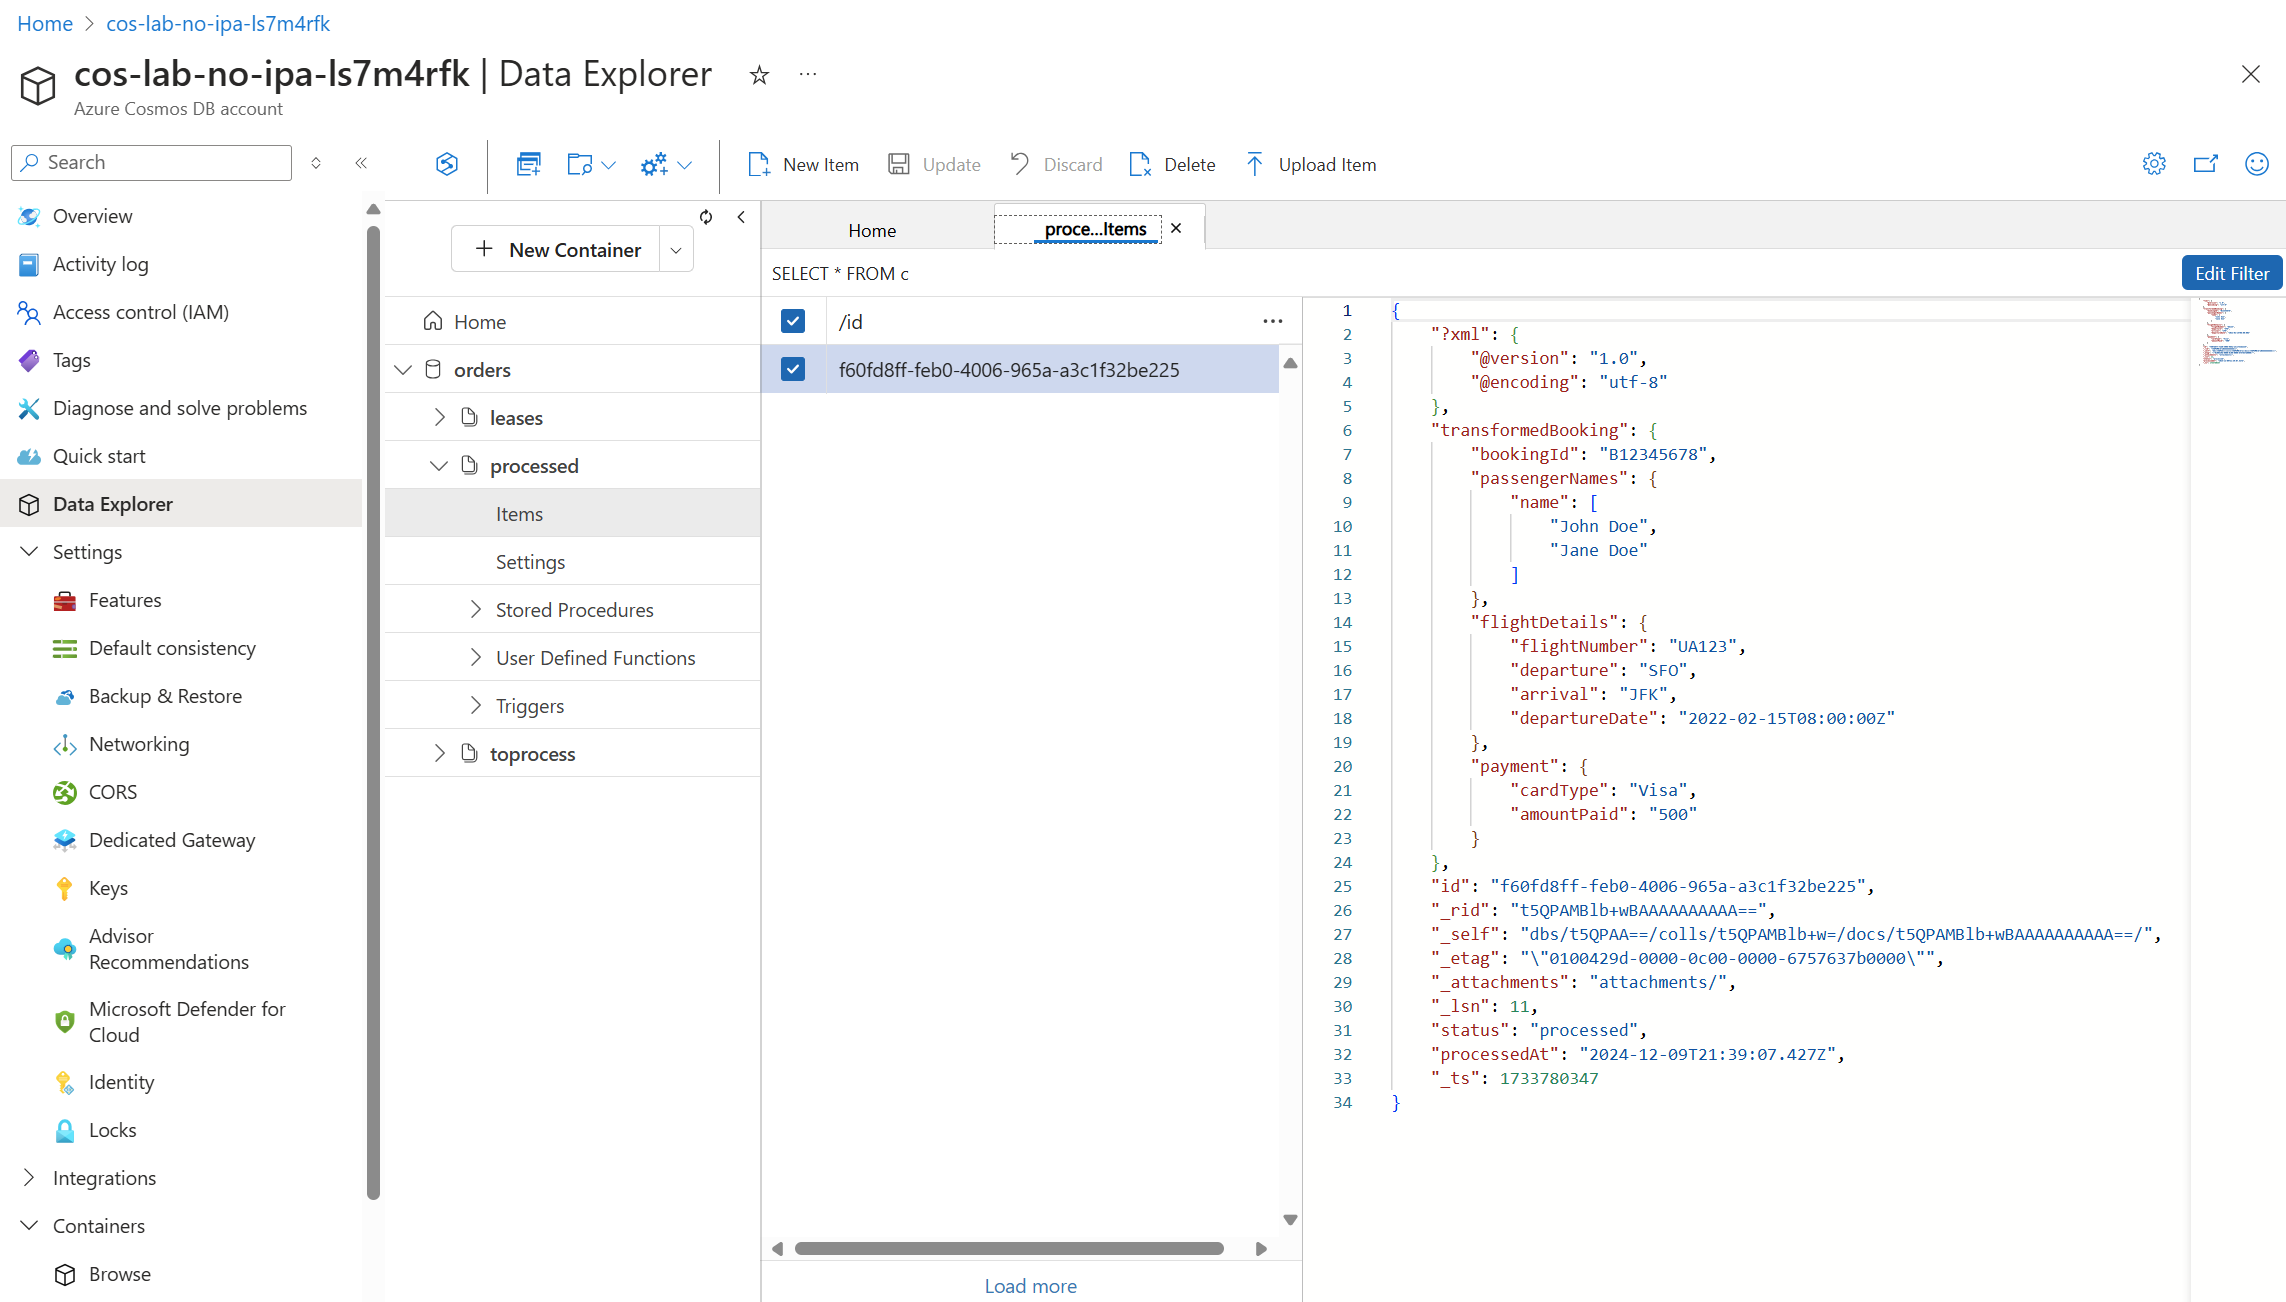 Home > cos-lab-no-ipa-ls7m4rfk
cos-lab-no-ipa-ls7m4rfk | Data Explorer
Azure Cosmos DB account
Search
New Item
Update
Discard
Delete
Upload Item
Overview
Activity log
Access control (IAM)
Tags
Diagnose and solve problems
Quick start
Data Explorer
Settings
Features
Default consistency
Backup & Restore
Networking
CORS
Dedicated Gateway
Keys
Advisor
Recommendations
Microsoft Defender for
Cloud
Identity
Locks
Integrations
Containers
Browse
New Container
Home
orders
leases
processed
Items
Settings
Stored Procedures
User Defined Functions
Triggers
toprocess
Home
proce...Items
SELECT * FROM c
Edit Filter
/id
f60fd8ff-feb0-4006-965a-a3c1f32be225
Load more
1 {
2 "?xml": {
3 "@version": "1.0",
4 "@encoding": "utf-8"
5 },
6 "transformedBooking": {
7 "bookingId": "B12345678",
8 "passengerNames": {
9 "name": [
10 "John Doe",
11 "Jane Doe"
12 ]
13 },
14 "flightDetails": {
15 "flightNumber": "UA123",
16 "departure": "SFO",
17 "arrival": "JFK",
18 "departureDate": "2022-02-15T08:00:00Z"
19 },
20 "payment": {
21 "cardType": "Visa",
22 "amountPaid": "500"
23 }
24 },
25 "id": "f60fd8ff-feb0-4006-965a-a3c1f32be225",
26 "_rid": "t5QPAMBlb+wBAAAAAAAAAA==",
27 "_self": "dbs/t5QPAA==/colls/t5QPAMBlb+w=/docs/t5QPAMBlb+wBAAAAAAAAAA==/",
28 "_etag": "\"0100429d-0000-0c00-0000-6757637b0000\"",
29 "_attachments": "attachments/",
30 "_lsn": 11,
31 "status": "processed",
32 "processedAt": "2024-12-09T21:39:07.427Z",
33 "_ts": 1733780347
34 }